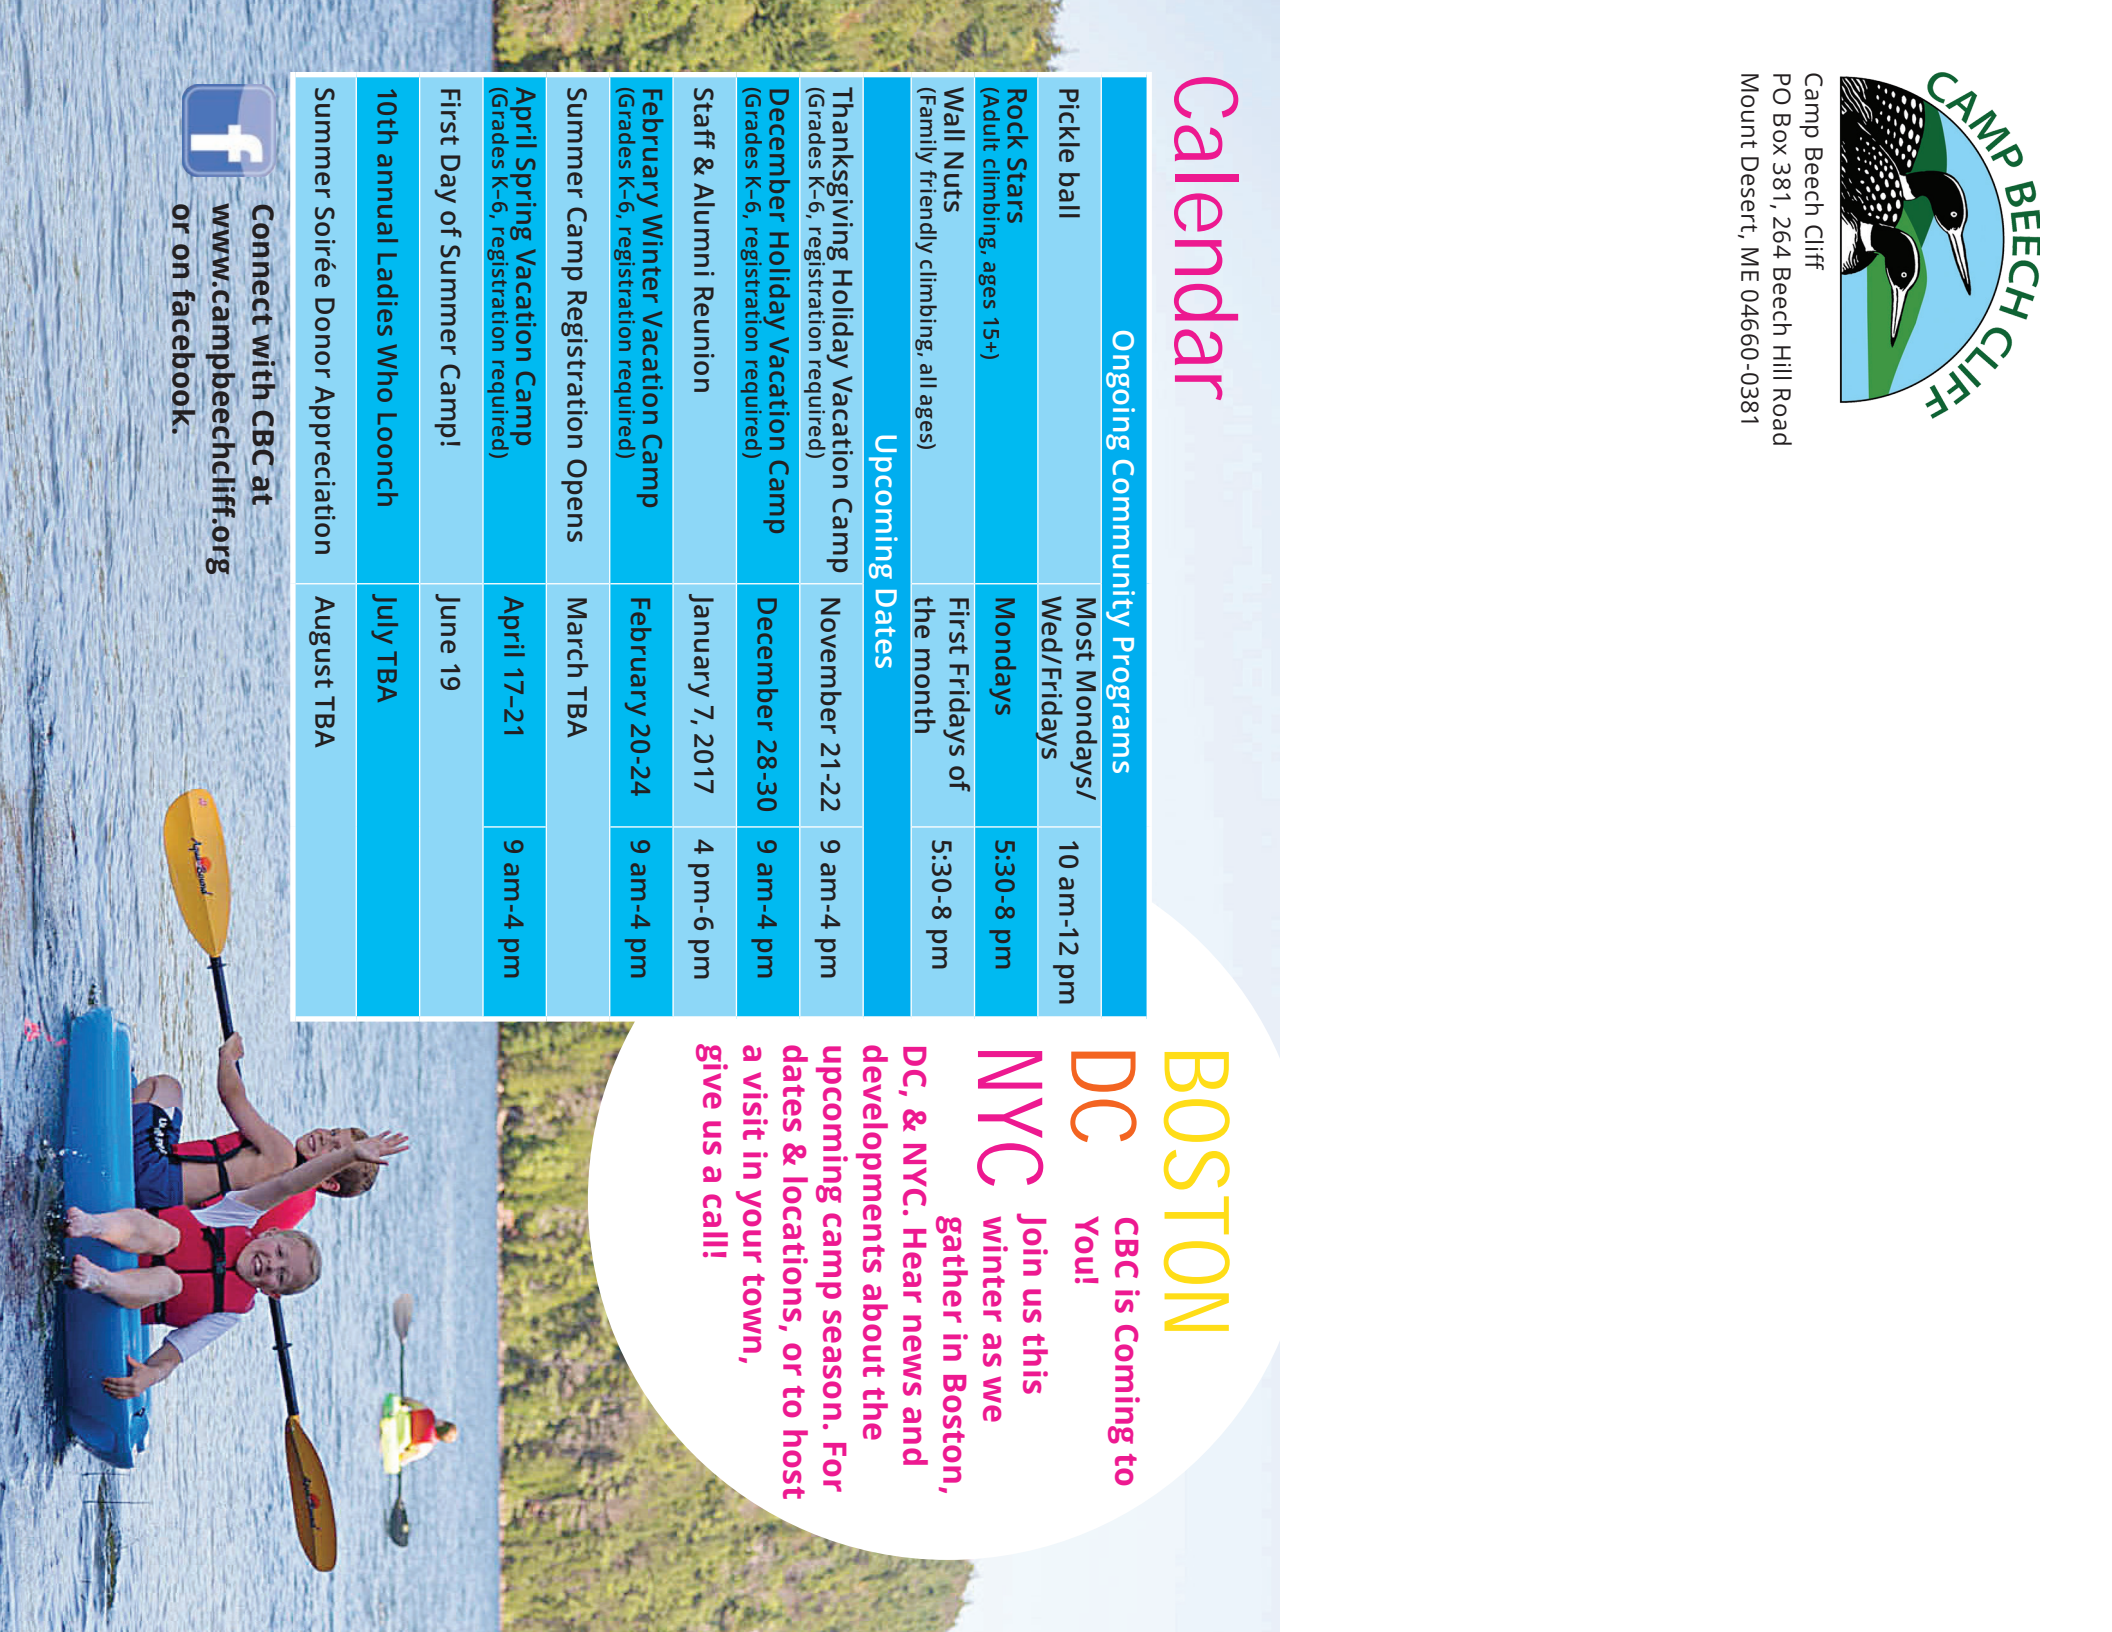 CAMP BEECH CLIFF
Camp Beech Cliff
PO Box 381, 264 Beech Hill Road
Mount Desert, ME 04660-0381
Calendar
Ongoing Community Programs
Pickle ball
Most Mondays/
Wed/Fridays
10 am-12 pm
Rock Stars
(Adult climbing, ages 15+)
Mondays
5:30-8 pm
Wall Nuts
(Family friendly climbing, all ages)
First Fridays of
the month
5:30-8 pm
Upcoming Dates
Thanksgiving Holiday Vacation Camp
(Grades K–6, registration required)
November 21-22
9 am-4 pm
December Holiday Vacation Camp
(Grades K–6, registration required)
December 28-30
9 am-4 pm
Staff & Alumni Reunion
January 7, 2017
4 pm-6 pm
February Winter Vacation Camp
(Grades K–6, registration required)
February 20-24
9 am-4 pm
Summer Camp Registration Opens
March TBA
April Spring Vacation Camp
(Grades K–6, registration required)
April 17–21
9 am-4 pm
First Day of Summer Camp!
June 19
10th annual Ladies Who Loonch
July TBA
Summer Soirée Donor Appreciation
August TBA
f
Connect with CBC at
www.campbeechcliff.org
or on facebook.
BOSTON
DC
NYC
CBC is Coming to
You!
Join us this
winter as we
gather in Boston,
DC, & NYC. Hear news and
developments about the
upcoming camp season. For
dates & locations, or to host
a visit in your town,
give us a call!
Aqua-Bound